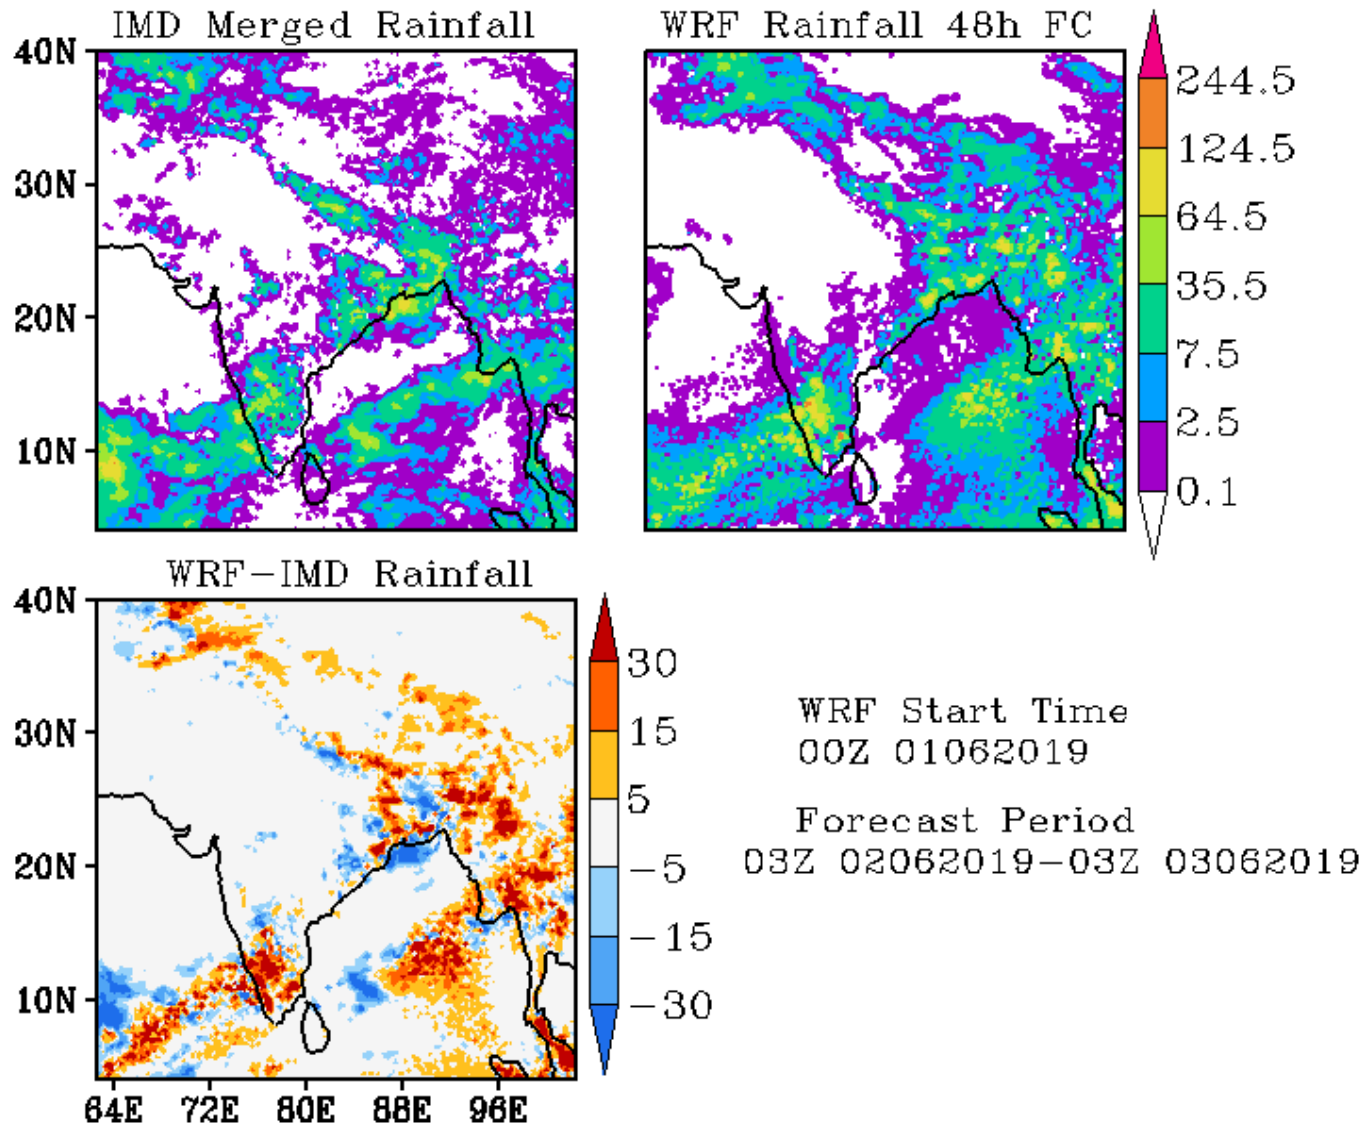 IMD Merged Rainfall
WRF Rainfall 48h FC
40N
30N
20N
10N
244.5
124.5
64.5
35.5
7.5
2.5
0.1
WRF-IMD Rainfall
40N
30N
20N
10N
64E 72E 80E 88E 96E
30
15
5
-5
-15
-30
WRF Start Time
00Z 01062019
Forecast Period
03Z 02062019-03Z 03062019